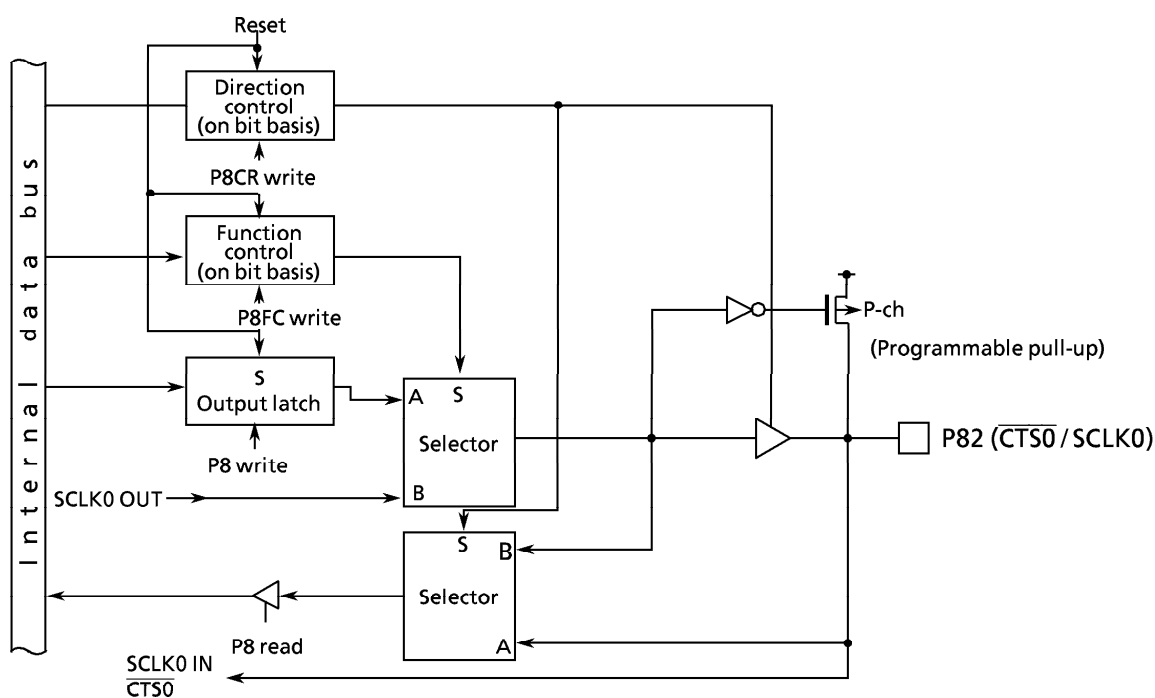 Reset
Direction
control
(on bit basis)
P8CR write
Function
control
(on bit basis)
P8FC write
S
Output latch
P8 write
SCLK0 OUT
A
S
Selector
B
S
B
Selector
A
P8 read
SCLK0 IN
CTS0
P-ch
(Programmable pull-up)
P82 (CTS0 / SCLK0)
Internal data bus